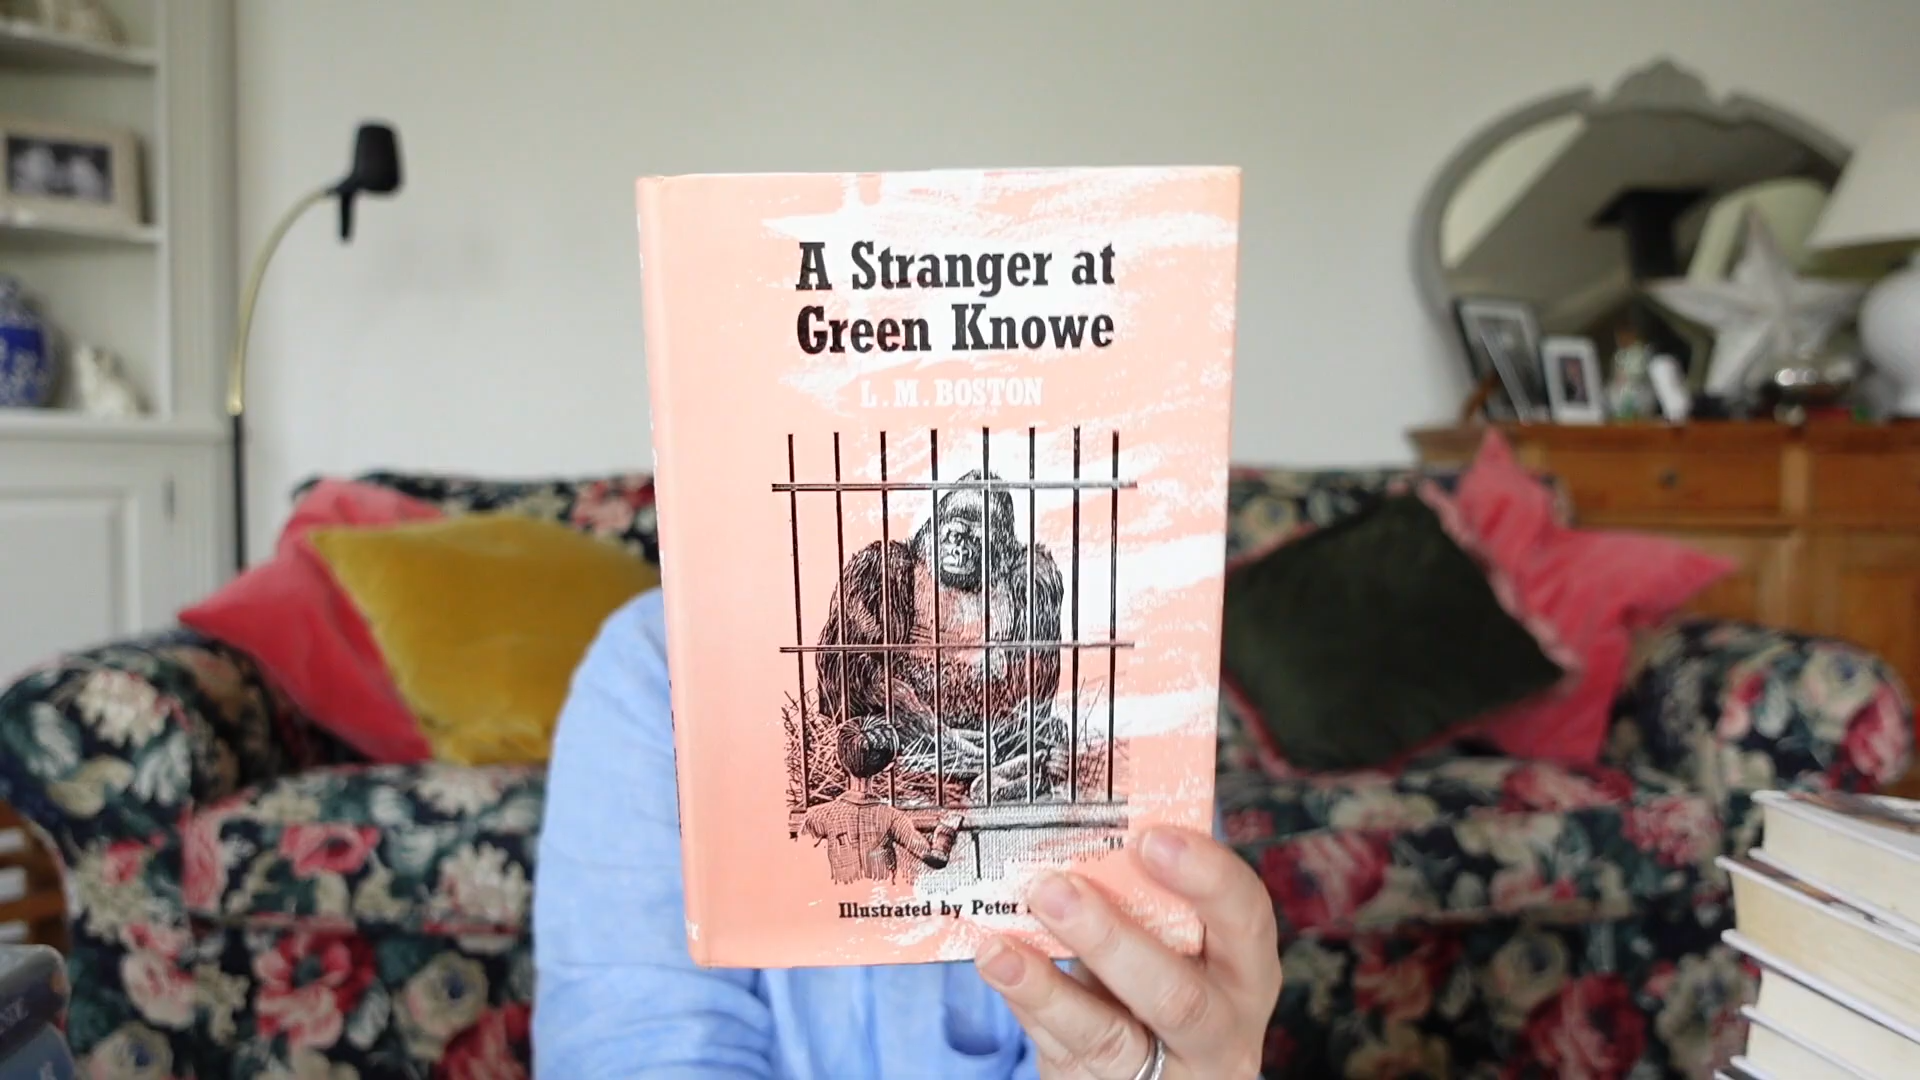 A Stranger at
Green Knowe
L. M. BOSTON
Illustrated by Peter